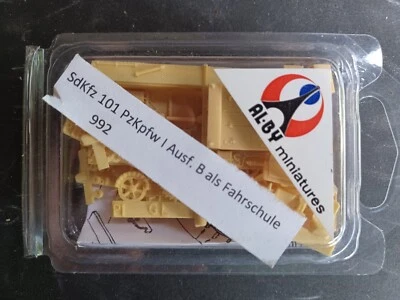 SdKfz 101 PzKpfw I Ausf. B als Fahrschule
992
ALBY
miniatures